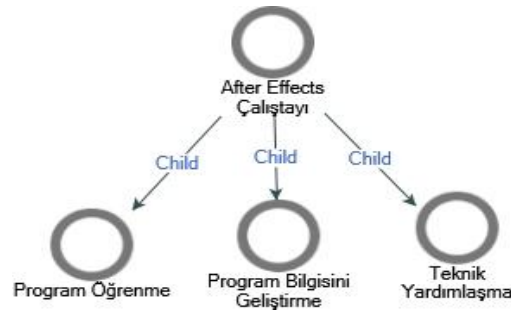 After Effects
Çalıştayı
Child
Child
Child
Program Öğrenme
Program Bilgisini
Geliştirme
Teknik
Yardımlaşma